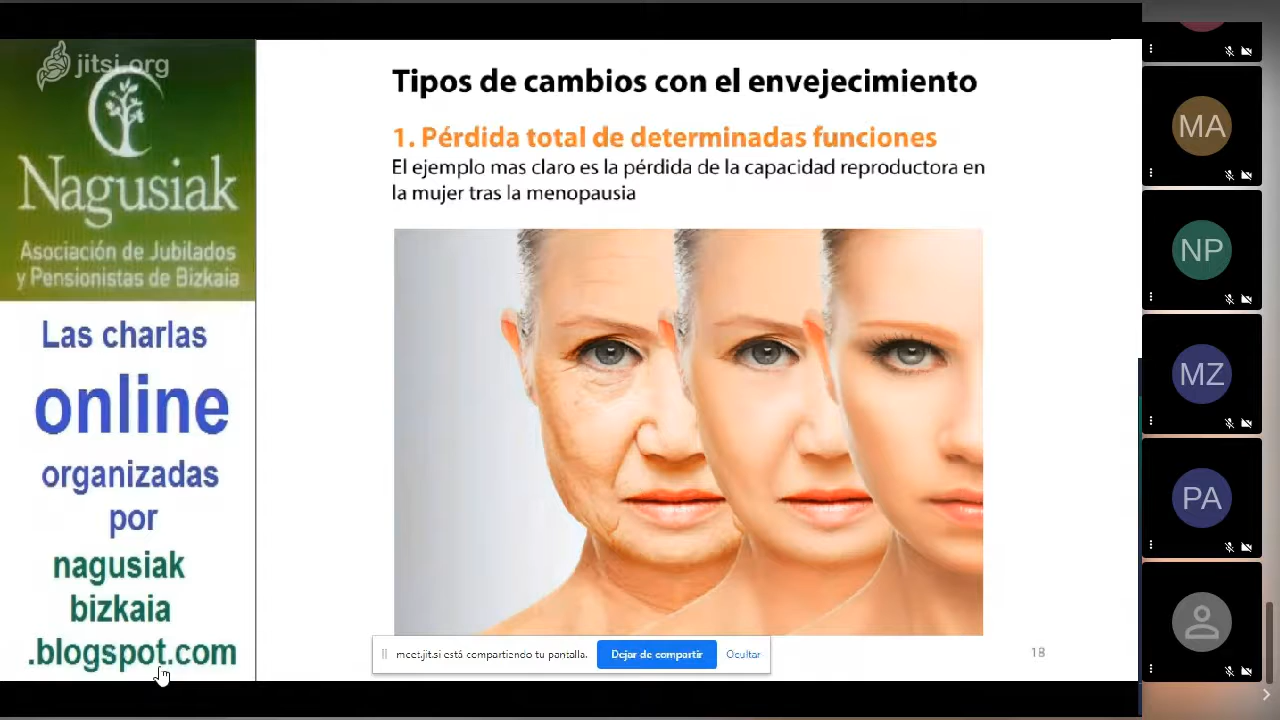 jitsi.org
Nagusiak
Asociación de Jubilados
y Pensionistas de Bizkaia
Las charlas
online
organizadas
por
nagusiak
bizkaia
.blogspot.com
Tipos de cambios con el envejecimiento
1. Pérdida total de determinadas funciones
El ejemplo mas claro es la pérdida de la capacidad reproductora en
la mujer tras la menopausia
meet.jit.si está compartiendo tu pantalla.
Dejar de compartir
Ocultar
18
MA
NP
MZ
PA